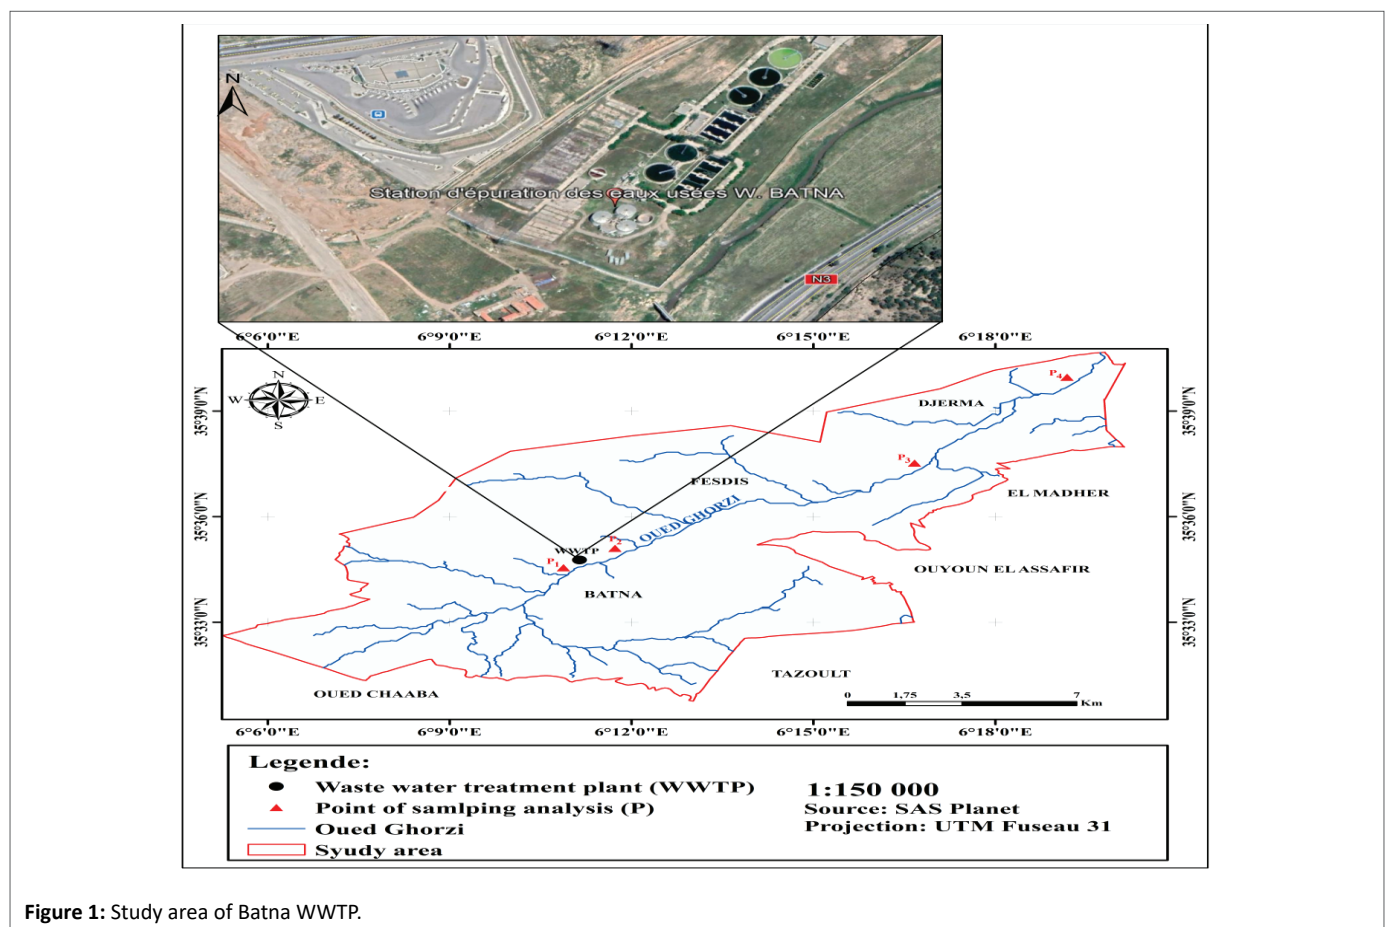 N
Station d'épuration des eaux usées W. BATNA
N3
6°6'0"E 6°9'0"E 6°12'0"E 6°15'0"E 6°18'0"E
N
W E
S
35°39'0"N 35°39'0"N
35°36'0"N 35°36'0"N
35°33'0"N 35°33'0"N
P4
DJERMA
P3
FESDIS
EL MADHER
OUED GHORZI
P2
WWTP
P1
OUYOUN EL ASSAFIR
BATNA
TAZOULT
OUED CHAABA
0 1,75 3,5 7
Km
6°6'0"E 6°9'0"E 6°12'0"E 6°15'0"E 6°18'0"E
Legende:
Waste water treatment plant (WWTP)
Point of samlping analysis (P)
Oued Ghorzi
Syudy area
1:150 000
Source: SAS Planet
Projection: UTM Fuseau 31
Figure 1: Study area of Batna WWTP.